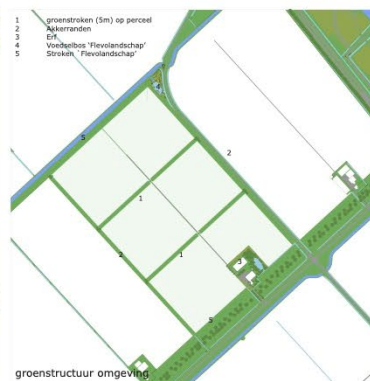 1 groenstroken (5m) op perceel
2 Akkerranden
3 Erf
4 Voedselbos 'Flevolandschap'
5 Stroken `Flevolandschap'
4
5
2
1
3
2
1
5
groenstructuur omgeving